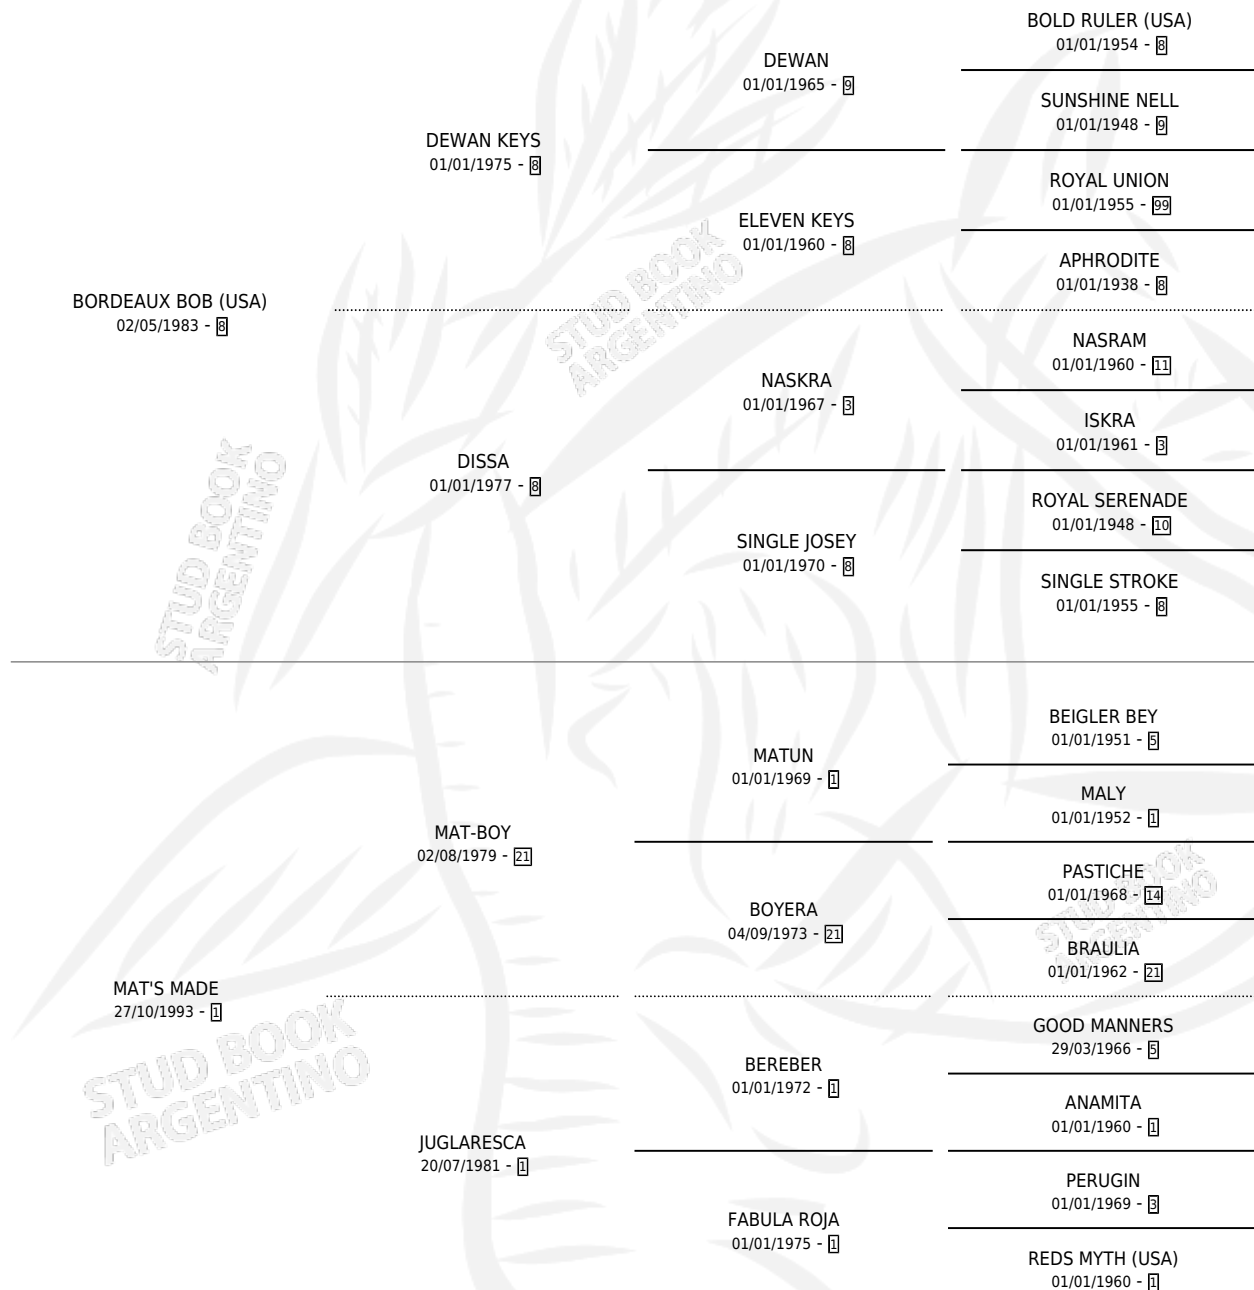 BOLD RULER (USA)
01/01/1954 - 8
DEWAN
01/01/1965 - 9
SUNSHINE NELL
01/01/1948 - 9
DEWAN KEYS
01/01/1975 - 8
ROYAL UNION
01/01/1955 - 99
ELEVEN KEYS
01/01/1960 - 8
APHRODITE
01/01/1938 - 8
BORDEAUX BOB (USA)
02/05/1983 - 8
STUD BOOK
ARGENTINO
NASRAM
01/01/1960 - 11
NASKRA
01/01/1967 - 3
ISKRA
01/01/1961 - 3
DISSA
01/01/1977 - 8
ROYAL SERENADE
01/01/1948 - 10
SINGLE JOSEY
01/01/1970 - 8
SINGLE STROKE
01/01/1955 - 8
STUD BOOK
ARGENTINO
BEIGLER BEY
01/01/1951 - 5
MATUN
01/01/1969 - 1
MALY
01/01/1952 - 1
MAT-BOY
02/08/1979 - 21
PASTICHE
01/01/1968 - 14
BOYERA
04/09/1973 - 21
BRAULIA
01/01/1962 - 21
STUD BOOK
ARGENTINO
MAT'S MADE
27/10/1993 - 1
GOOD MANNERS
29/03/1966 - 5
BEREBER
01/01/1972 - 1
ANAMITA
01/01/1960 - 1
STUD BOOK
ARGENTINO
JUGLARESCA
20/07/1981 - 1
PERUGIN
01/01/1969 - 3
FABULA ROJA
01/01/1975 - 1
REDS MYTH (USA)
01/01/1960 - 1